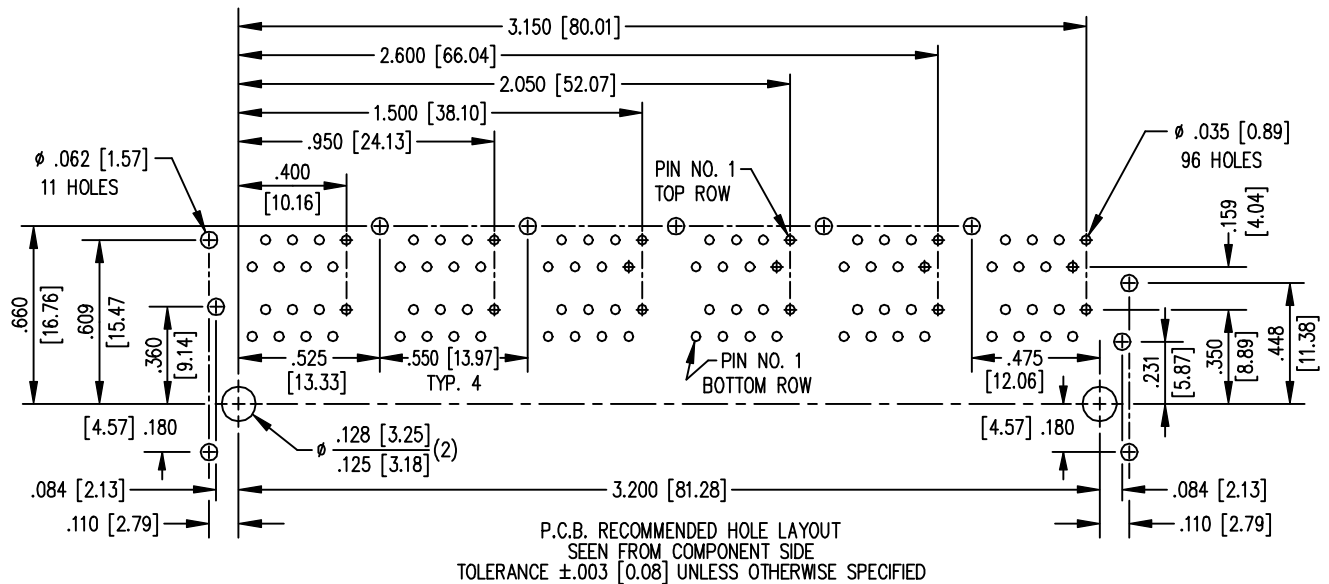 3.150 [80.01]
2.600 [66.04]
2.050 [52.07]
1.500 [38.10]
.950 [24.13]
.400
[10.16]
ø .062 [1.57]
11 HOLES
PIN NO. 1
TOP ROW
ø .035 [0.89]
96 HOLES
.159
[4.04]
.660
[16.76]
.609
[15.47
.360
[9.14]
.525
[13.33]
.550 [13.97]
TYP. 4
PIN NO. 1
BOTTOM ROW
.475
[12.06]
.231
[5.87]
.350
[8.89]
.448
[11.38]
[4.57] .180
ø .128 [3.25]
.125 [3.18]
(2)
[4.57] .180
.084 [2.13]
3.200 [81.28]
.084 [2.13]
.110 [2.79]
.110 [2.79]
P.C.B. RECOMMENDED HOLE LAYOUT
SEEN FROM COMPONENT SIDE
TOLERANCE ±.003 [0.08] UNLESS OTHERWISE SPECIFIED